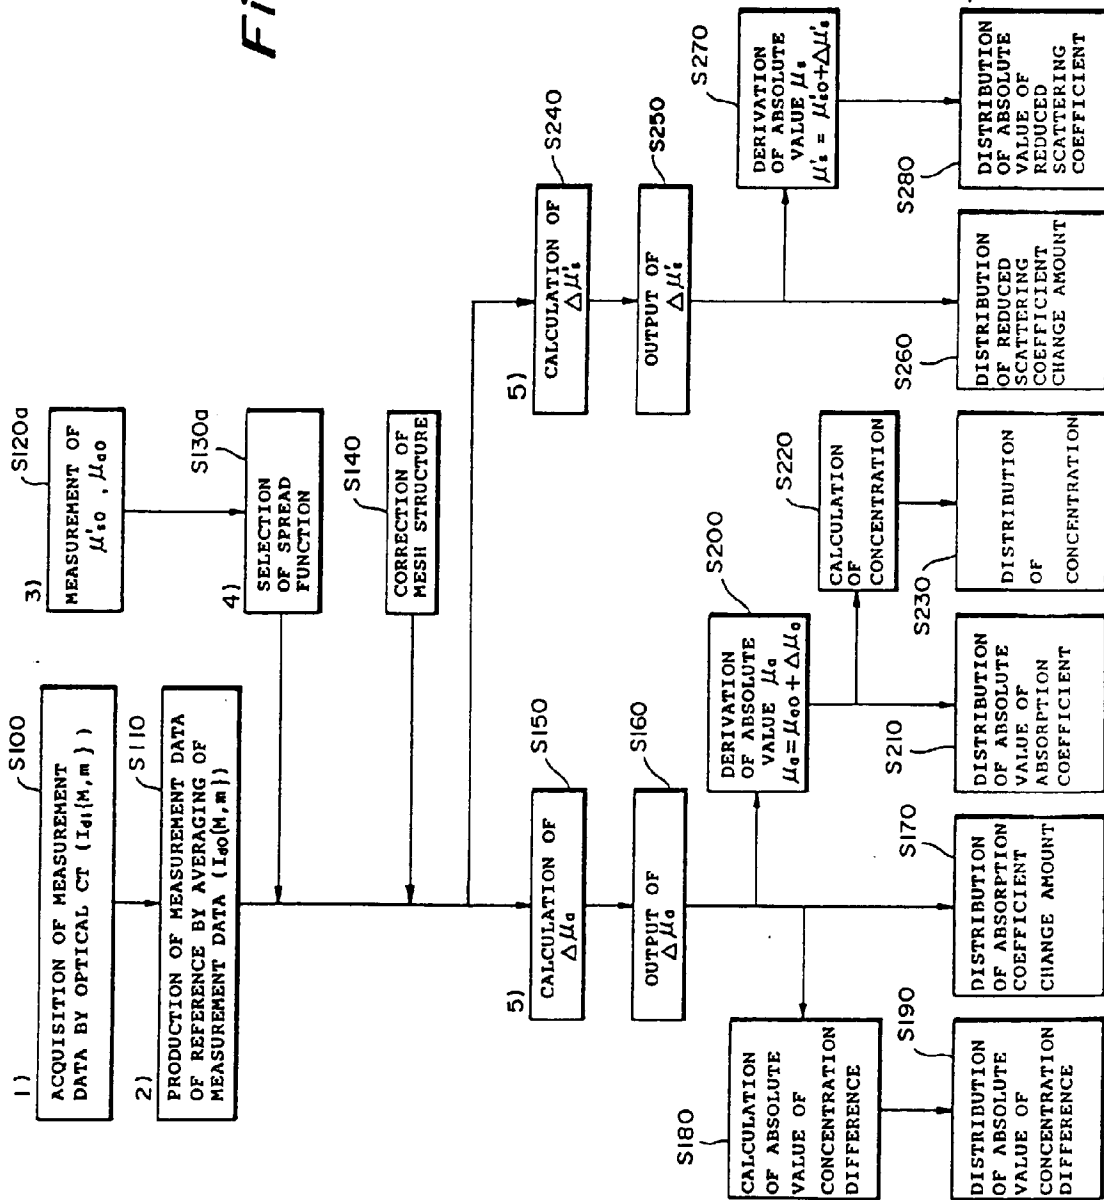 Fi
1)
S100
ACQUISITION OF MEASUREMENT
DATA BY OPTICAL CT (Id1(M,m))
2)
S110
PRODUCTION OF MEASUREMENT DATA
OF REFERENCE BY AVERAGING OF
MEASUREMENT DATA (Id0(M,m))
3)
S120a
MEASUREMENT OF
μ's0 , μa0
4)
S130a
SELECTION
OF SPREAD
FUNCTION
S140
CORRECTION OF
MESH STRUCTURE
5)
S150
CALCULATION OF
Δμa
S160
OUTPUT OF
Δμa
5)
S240
CALCULATION OF
Δμ's
S250
OUTPUT OF
Δμ's
S180
CALCULATION
OF ABSOLUTE
VALUE OF
CONCENTRATION
DIFFERENCE
S200
DERIVATION
OF ABSOLUTE
VALUE μa
μa = μa0 + Δμa
S220
CALCULATION
OF
CONCENTRATION
S270
DERIVATION
OF ABSOLUTE
VALUE μs
μ's = μ's0 + Δμ's
S190
DISTRIBUTION
OF ABSOLUTE
VALUE OF
CONCENTRATION
DIFFERENCE
S170
DISTRIBUTION
OF ABSORPTION
COEFFICIENT
CHANGE AMOUNT
S210
DISTRIBUTION
OF ABSOLUTE
VALUE OF
ABSORPTION
COEFFICIENT
S230
DISTRIBUTION
OF
CONCENTRATION
S260
DISTRIBUTION
OF REDUCED
SCATTERING
COEFFICIENT
CHANGE AMOUNT
S280
DISTRIBUTION
OF ABSOLUTE
VALUE OF
REDUCED
SCATTERING
COEFFICIENT